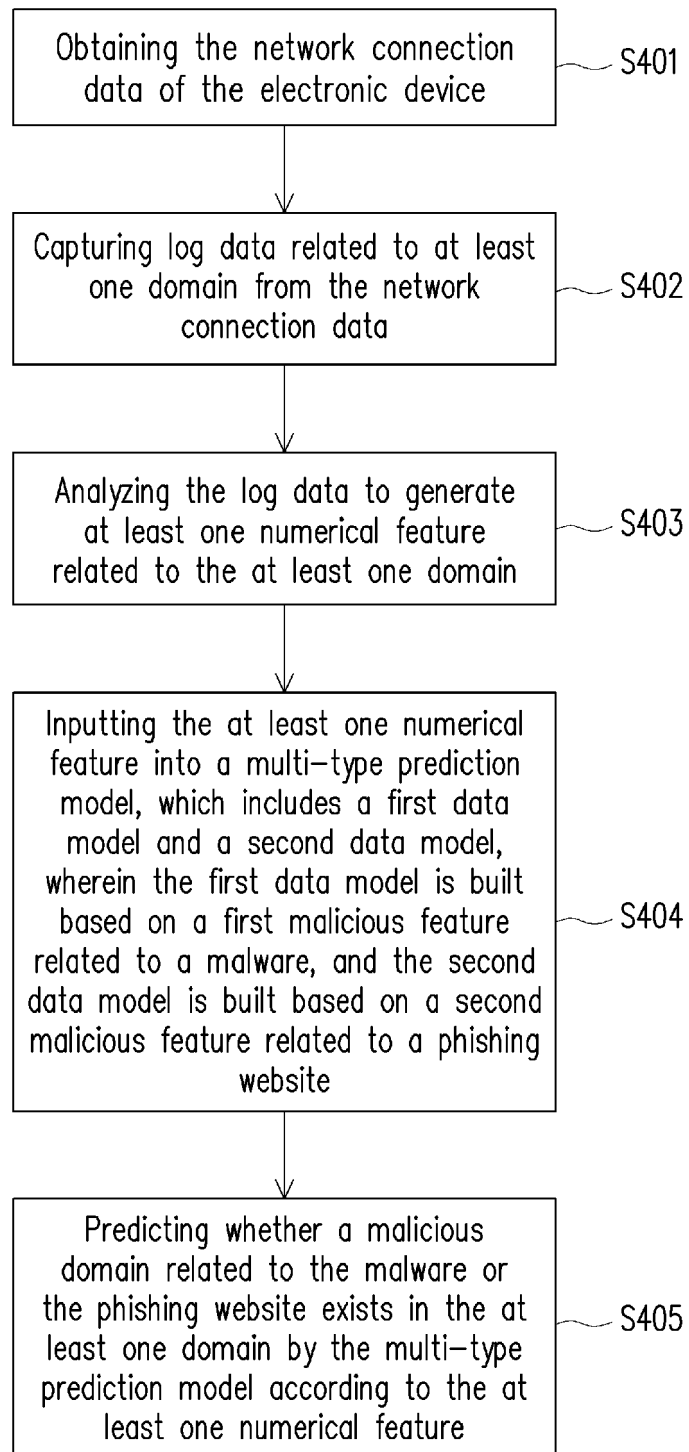 Obtaining the network connection
data of the electronic device
S401
Capturing log data related to at least
one domain from the network
connection data
S402
Analyzing the log data to generate
at least one numerical feature
related to the at least one domain
S403
Inputting the at least one numerical
feature into a multi-type prediction
model, which includes a first data
model and a second data model,
wherein the first data model is built
based on a first malicious feature
related to a malware, and the second
data model is built based on a second
malicious feature related to a phishing
website
S404
Predicting whether a malicious
domain related to the malware or
the phishing website exists in the at
least one domain by the multi-type
prediction model according to the at
least one numerical feature
S405